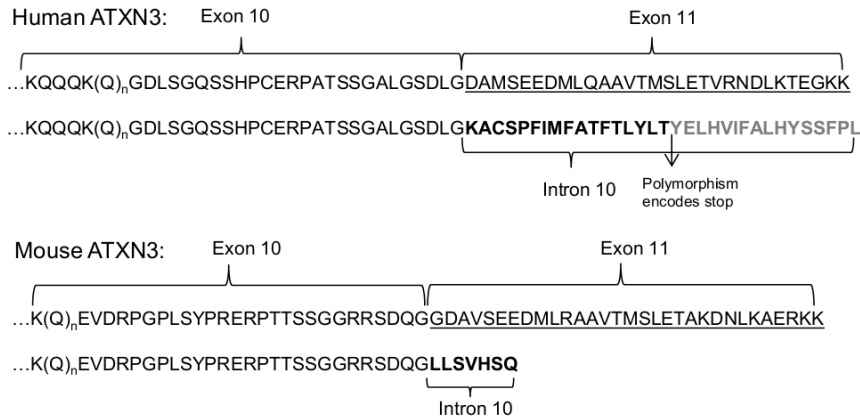 Human ATXN3:
Exon 10
Exon 11
...KQQQK(Q)nGDLSGQSSHPCERPATSSGALGSDLGDAMSEEDMLQAAVTMSLETVRNDLKTEGKK
...KQQQK(Q)nGDLSGQSSHPCERPATSSGALGSDLGKACSPFIMFATFTLYLTYELHVIFALHYSSFPL
Intron 10
Polymorphism
encodes stop
Mouse ATXN3:
Exon 10
Exon 11
...K(Q)nEVDRPGPLSYPRERPTTSSGGRRSDQGGDAVSEEDMLRAAVTMSLETAKDNLKAERKK
...K(Q)nEVDRPGPLSYPRERPTTSSGGRRSDQGLLSVHSQ
Intron 10